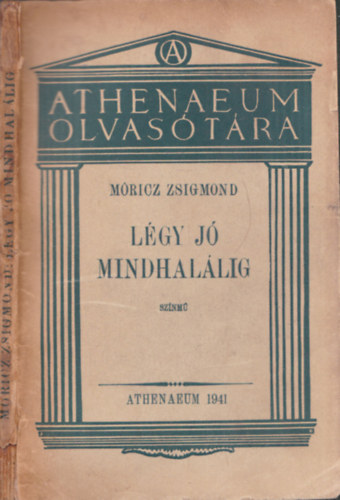 A
ATHENAEUM
OLVASÓTÁRA
MÓRICZ ZSIGMOND
LÉGY JÓ
MINDHALÁLIG
SZÍNMŰ
ATHENAEUM 1941
MÓRICZ ZSIGMOND: LÉGY JÓ MINDHALÁLIG